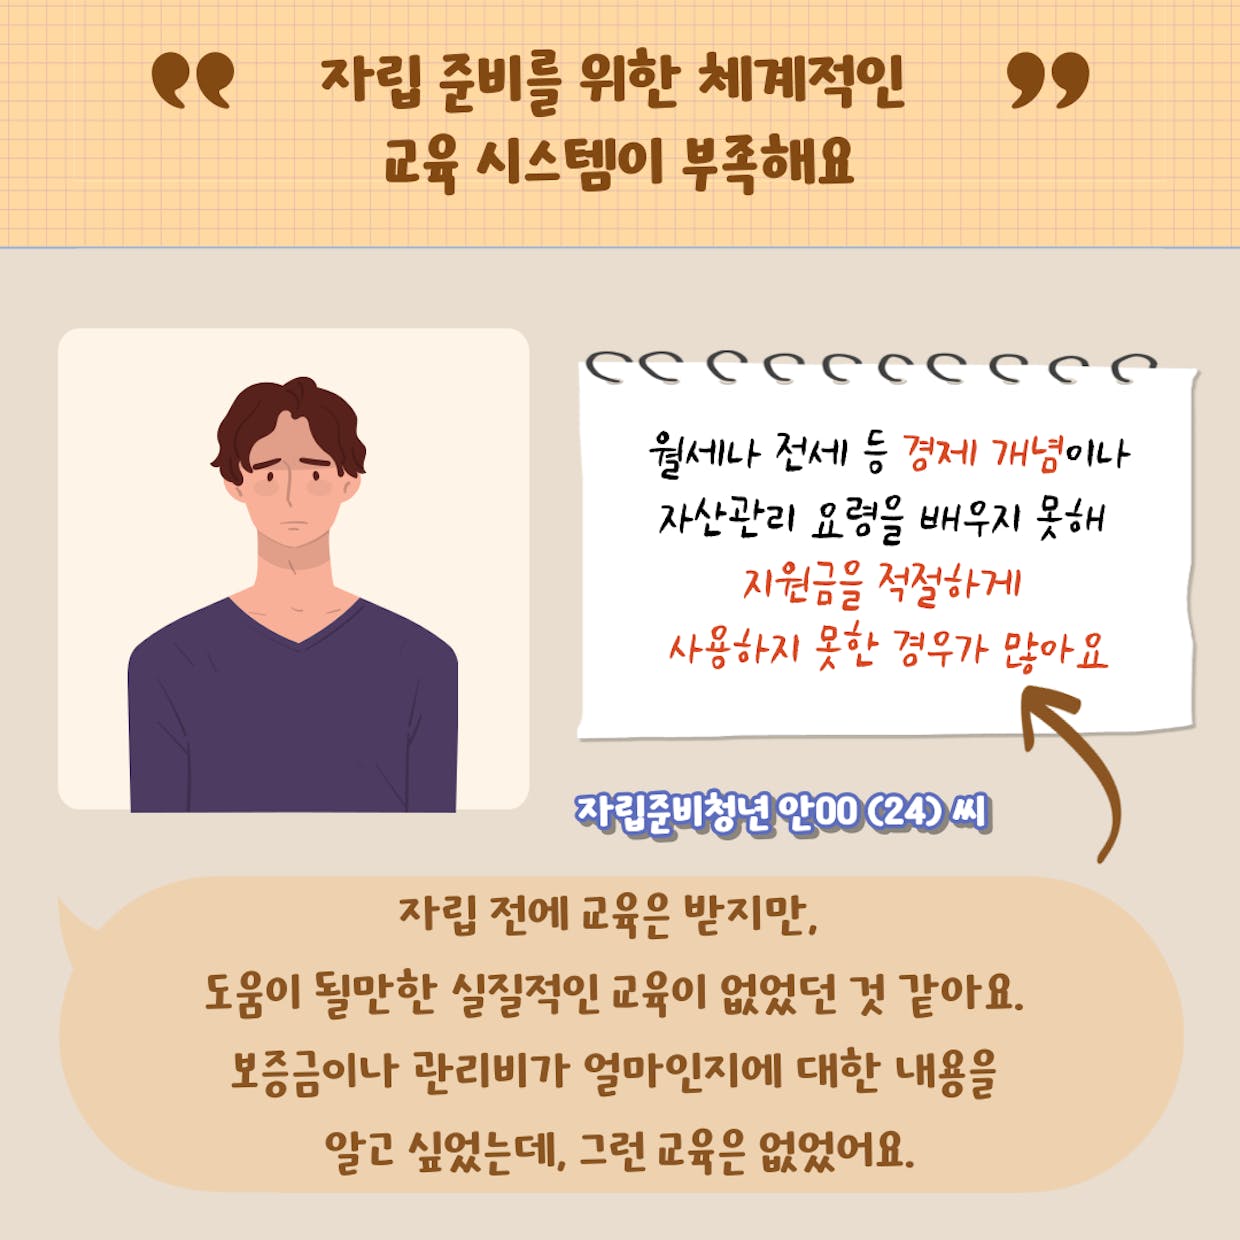 ❛❛ 자립 준비를 위한 체계적인 ❜❜
교육 시스템이 부족해요
월세나 전세 등 경제 개념이나
자산관리 요령을 배우지 못해
지원금을 적절하게
사용하지 못한 경우가 많아요
자립준비청년 안00 (24) 씨
자립 전에 교육은 받지만,
도움이 될만한 실질적인 교육이 없었던 것 같아요.
보증금이나 관리비가 얼마인지에 대한 내용을
알고 싶었는데, 그런 교육은 없었어요.